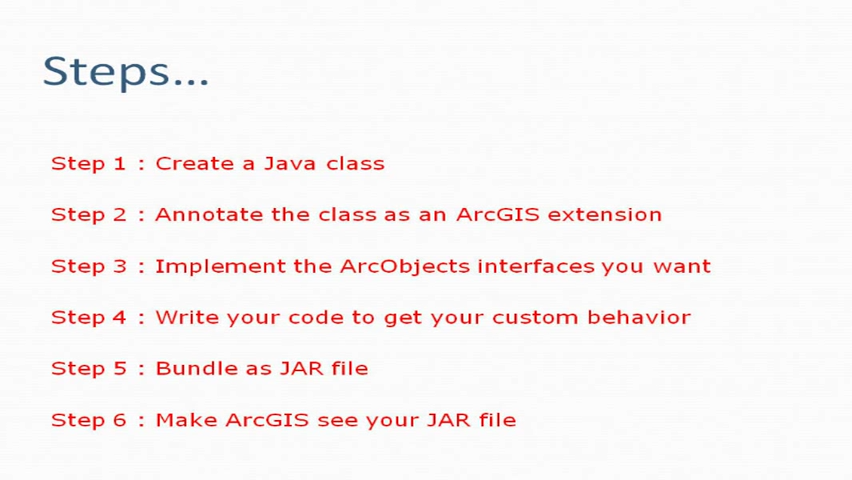 Steps...
Step 1 : Create a Java class
Step 2 : Annotate the class as an ArcGIS extension
Step 3 : Implement the ArcObjects interfaces you want
Step 4 : Write your code to get your custom behavior
Step 5 : Bundle as JAR file
Step 6 : Make ArcGIS see your JAR file